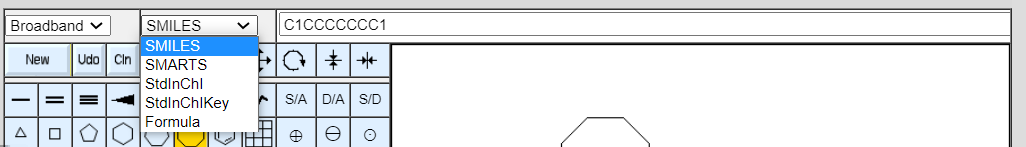 Broadband SMILES C1CCCCCCC1
SMILES
New Udo Cln
SMARTS
StdInChI
StdInChIKey
S/A D/A S/D
Formula